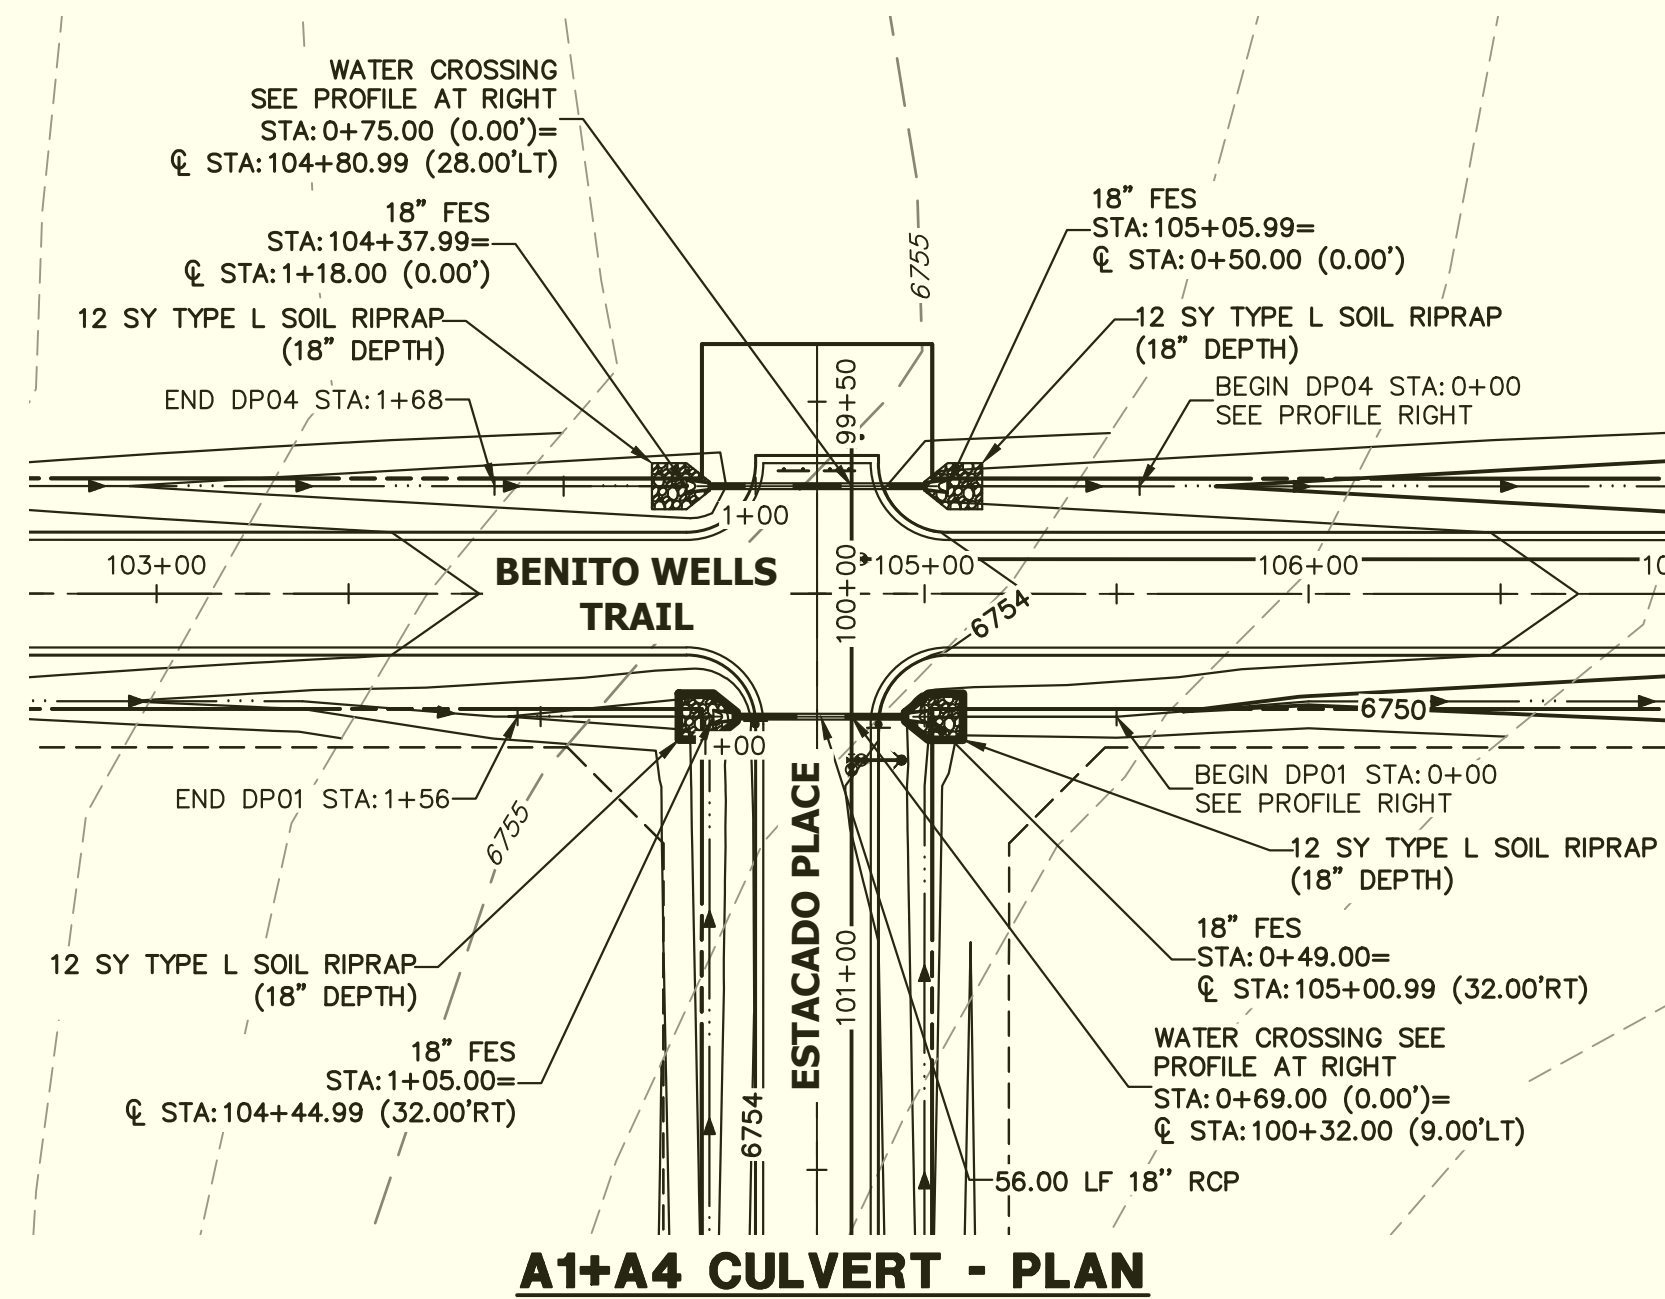 WATER CROSSING
SEE PROFILE AT RIGHT
STA:0+75.00 (0.00')=
℄ STA:104+80.99 (28.00'LT)
18" FES
STA:104+37.99=
℄ STA:1+18.00 (0.00')
12 SY TYPE L SOIL RIPRAP
(18" DEPTH)
END DP04 STA:1+68
6755
18" FES
STA:105+05.99=
℄ STA:0+50.00 (0.00')
12 SY TYPE L SOIL RIPRAP
(18" DEPTH)
BEGIN DP04 STA:0+00
SEE PROFILE RIGHT
99+50
1+00
103+00
BENITO WELLS
TRAIL
100+00
105+00
106+00
10
6754
6750
1+00
END DP01 STA:1+56
6755
BEGIN DP01 STA:0+00
SEE PROFILE RIGHT
12 SY TYPE L SOIL RIPRAP
(18" DEPTH)
ESTACADO PLACE
101+00
12 SY TYPE L SOIL RIPRAP
(18" DEPTH)
18" FES
STA:0+49.00=
℄ STA:105+00.99 (32.00'RT)
18" FES
STA:1+05.00=
℄ STA:104+44.99 (32.00'RT)
6754
WATER CROSSING SEE
PROFILE AT RIGHT
STA:0+69.00 (0.00')=
℄ STA:100+32.00 (9.00'LT)
56.00 LF 18" RCP
A1+A4 CULVERT - PLAN